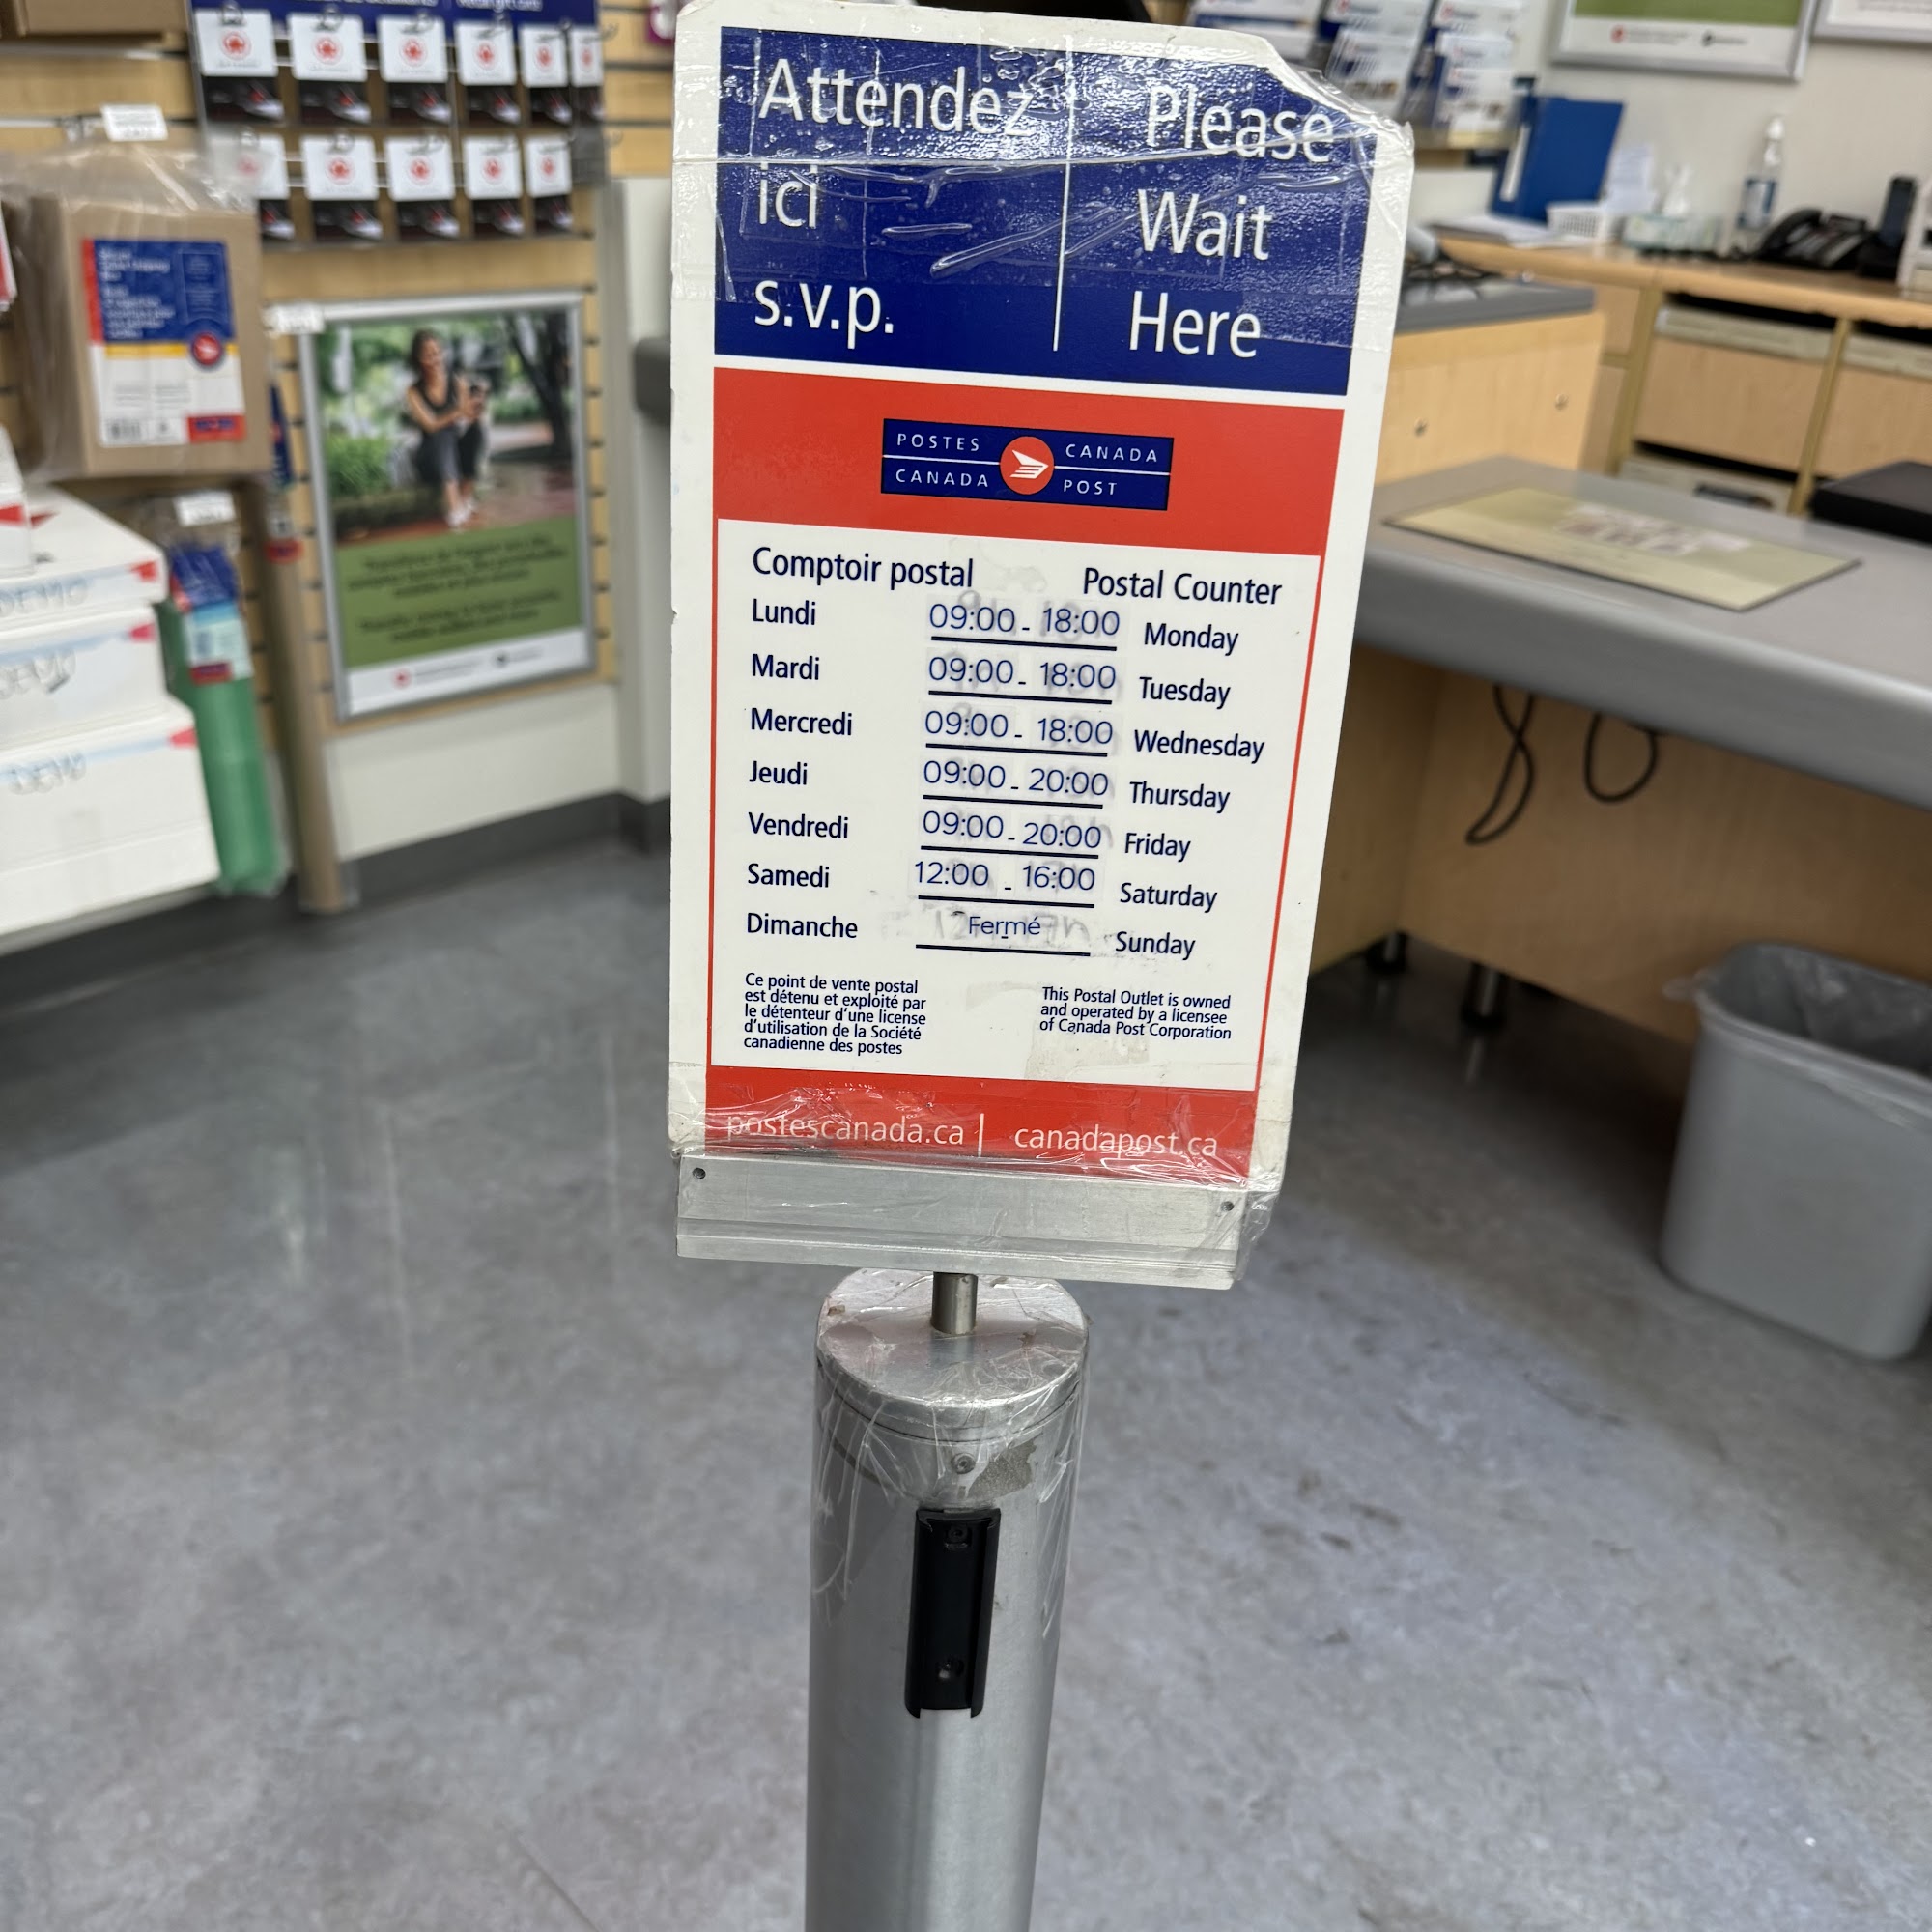 Attendez
ici
s.v.p.
Please
Wait
Here
POSTES CANADA
CANADA POST
Comptoir postal Postal Counter
Lundi 09:00 - 18:00 Monday
Mardi 09:00 - 18:00 Tuesday
Mercredi 09:00 - 18:00 Wednesday
Jeudi 09:00 - 20:00 Thursday
Vendredi 09:00 - 20:00 Friday
Samedi 12:00 - 16:00 Saturday
Dimanche Fermé Sunday
Ce point de vente postal
est détenu et exploité par
le détenteur d'une license
d'utilisation de la Société
canadienne des postes
This Postal Outlet is owned
and operated by a licensee
of Canada Post Corporation
postescanada.ca | canadapost.ca
DEMO
DEMO
DEMO